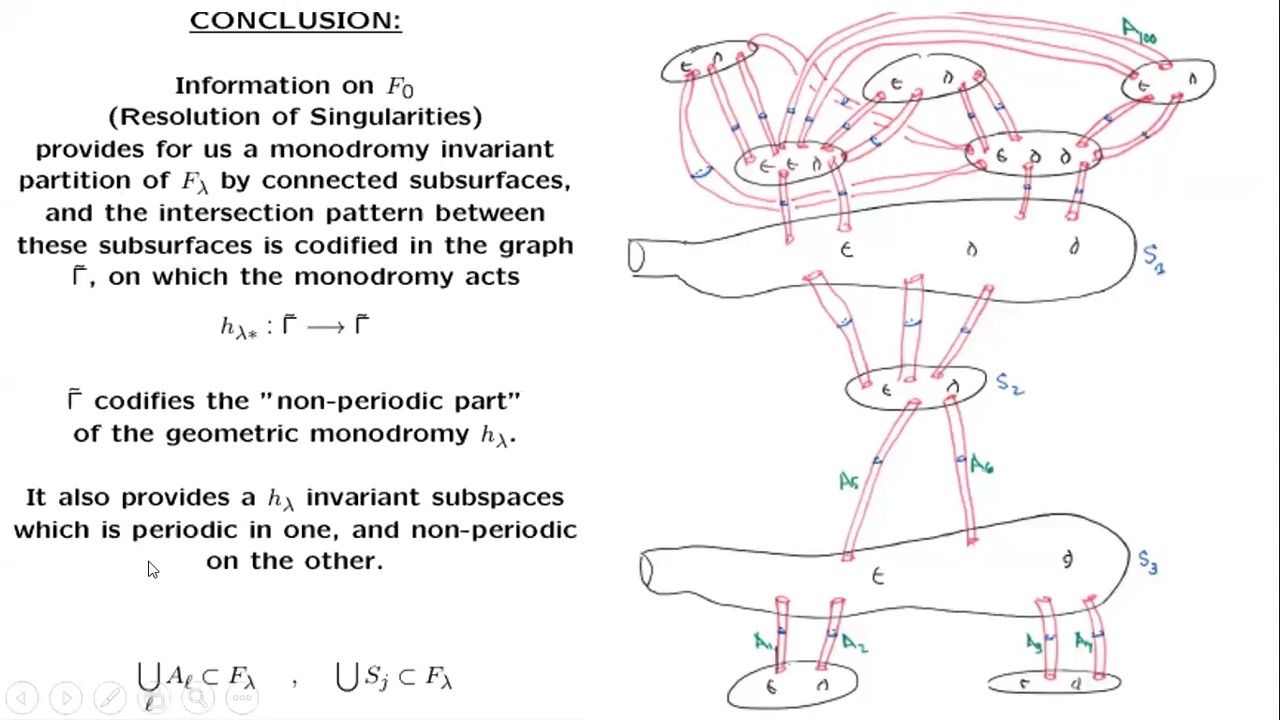 CONCLUSION:
Information on F₀
(Resolution of Singularities)
provides for us a monodromy invariant
partition of F_λ by connected subsurfaces,
and the intersection pattern between
these subsurfaces is codified in the graph
Γ̃, on which the monodromy acts
h_λ* : Γ̃ ⟶ Γ̃
Γ̃ codifies the "non-periodic part"
of the geometric monodromy h_λ.
It also provides a h_λ invariant subspaces
which is periodic in one, and non-periodic
on the other.
⋃_ℓ A_ℓ ⊂ F_λ , ⋃ S_j ⊂ F_λ
A₁₀₀
S₂
A₅
A₆
S₃
A₁
A₂